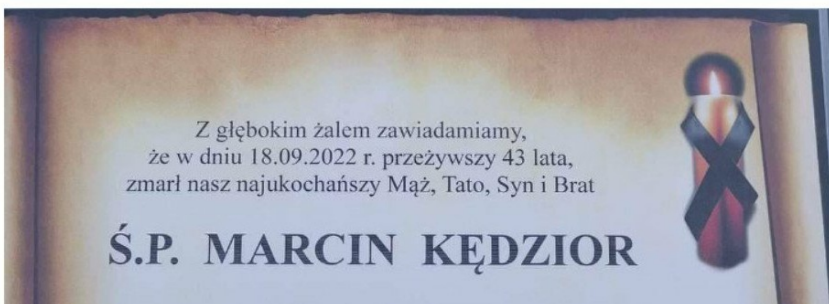 Z głębokim żalem zawiadamiamy,
że w dniu 18.09.2022 r. przeżywszy 43 lata,
zmarł nasz najukochańszy Mąż, Tato, Syn i Brat
Ś.P. MARCIN KĘDZIOR